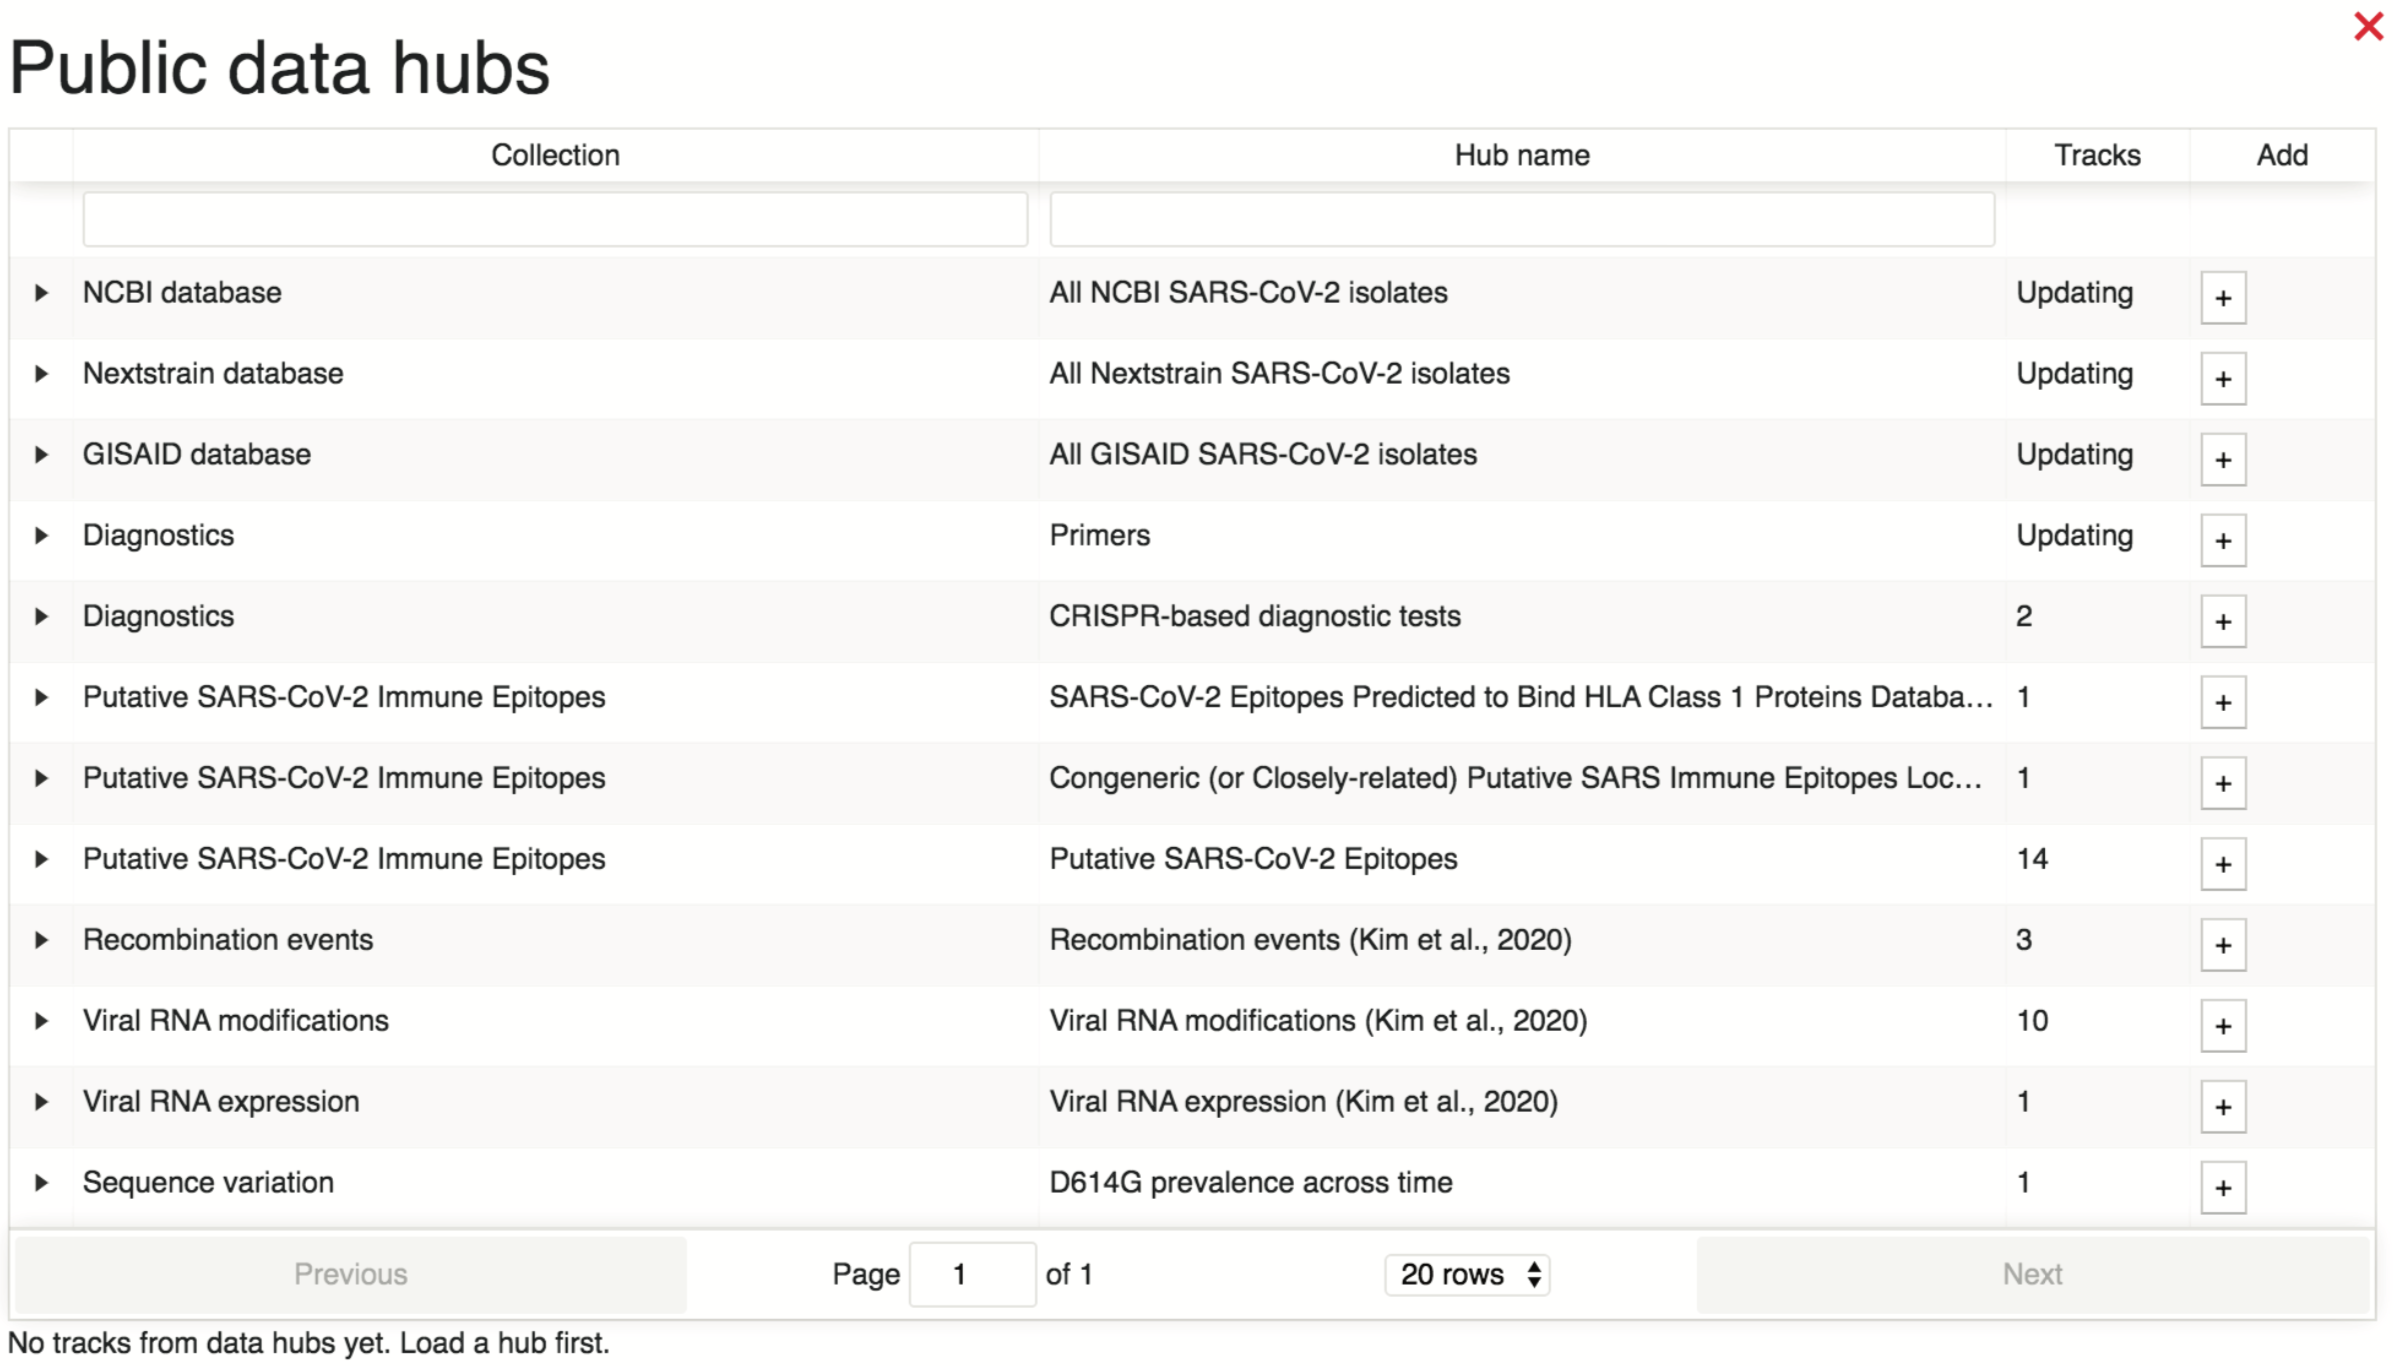 Public data hubs
Collection Hub name Tracks Add
NCBI database All NCBI SARS-CoV-2 isolates Updating +
Nextstrain database All Nextstrain SARS-CoV-2 isolates Updating +
GISAID database All GISAID SARS-CoV-2 isolates Updating +
Diagnostics Primers Updating +
Diagnostics CRISPR-based diagnostic tests 2 +
Putative SARS-CoV-2 Immune Epitopes SARS-CoV-2 Epitopes Predicted to Bind HLA Class 1 Proteins Databa... 1 +
Putative SARS-CoV-2 Immune Epitopes Congeneric (or Closely-related) Putative SARS Immune Epitopes Loc... 1 +
Putative SARS-CoV-2 Immune Epitopes Putative SARS-CoV-2 Epitopes 14 +
Recombination events Recombination events (Kim et al., 2020) 3 +
Viral RNA modifications Viral RNA modifications (Kim et al., 2020) 10 +
Viral RNA expression Viral RNA expression (Kim et al., 2020) 1 +
Sequence variation D614G prevalence across time 1 +
Previous Page 1 of 1 20 rows Next
No tracks from data hubs yet. Load a hub first.